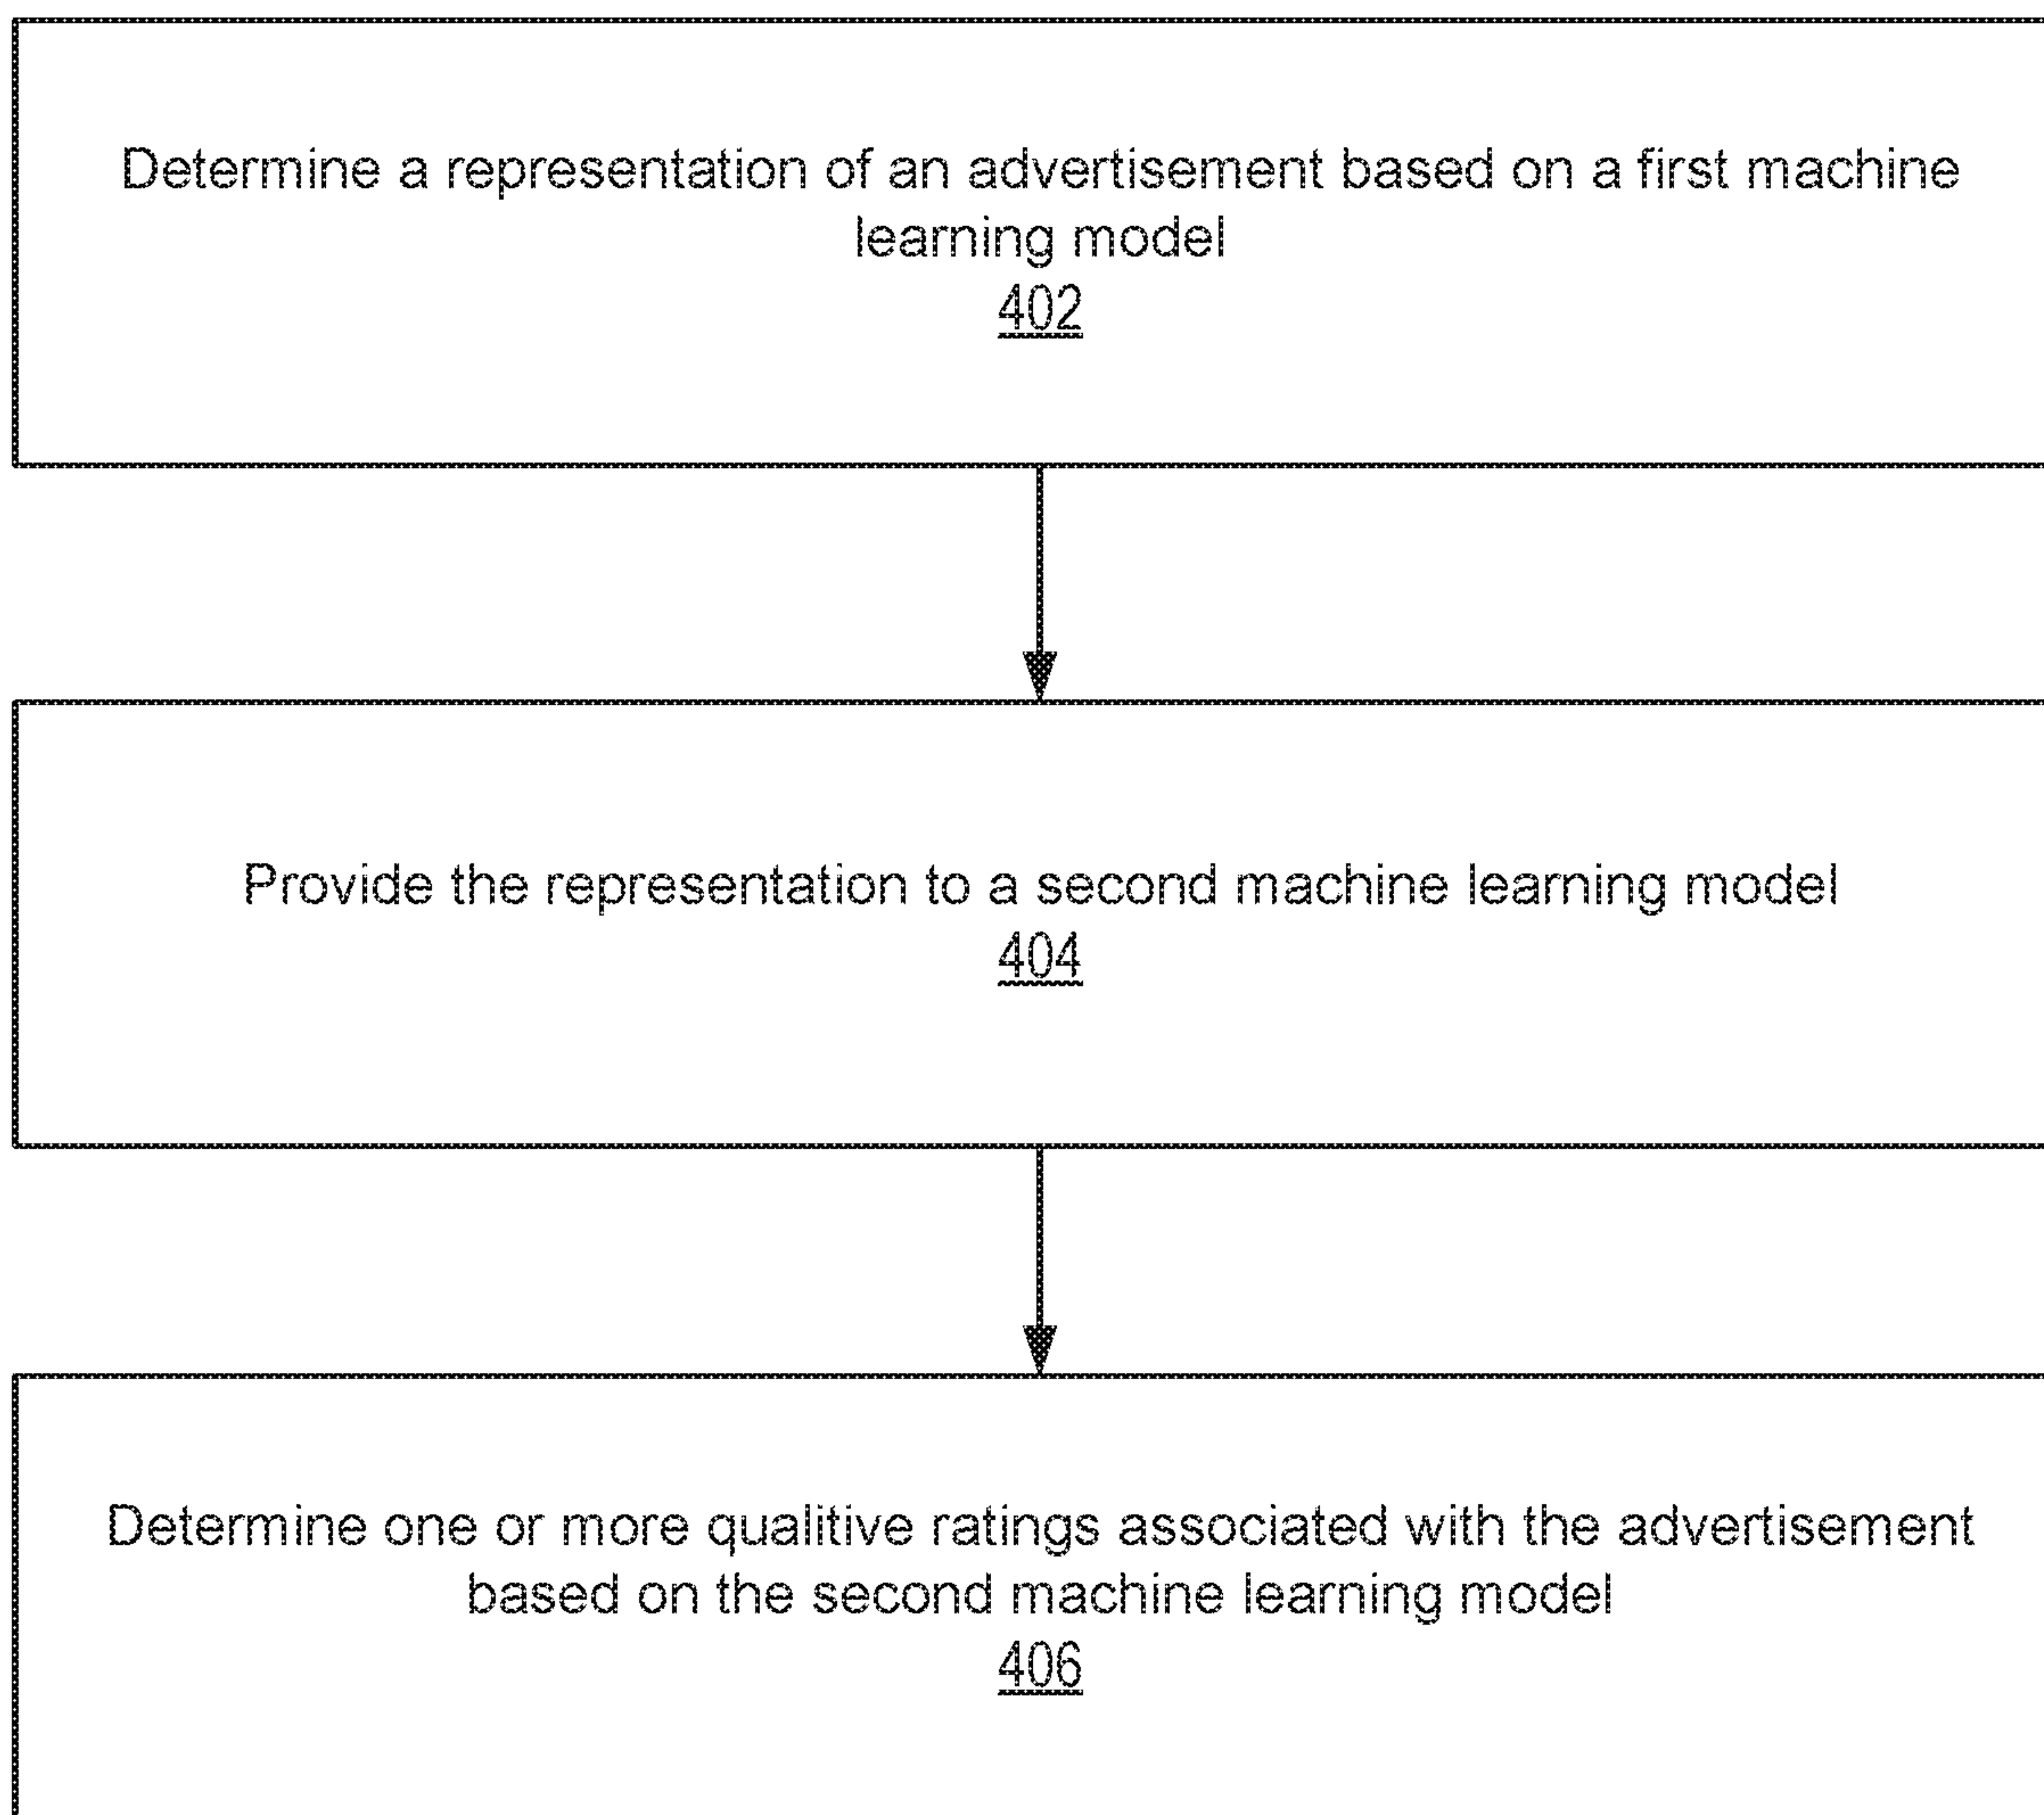 Determine a representation of an advertisement based on a first machine
learning model
402
Provide the representation to a second machine learning model
404
Determine one or more qualitive ratings associated with the advertisement
based on the second machine learning model
406